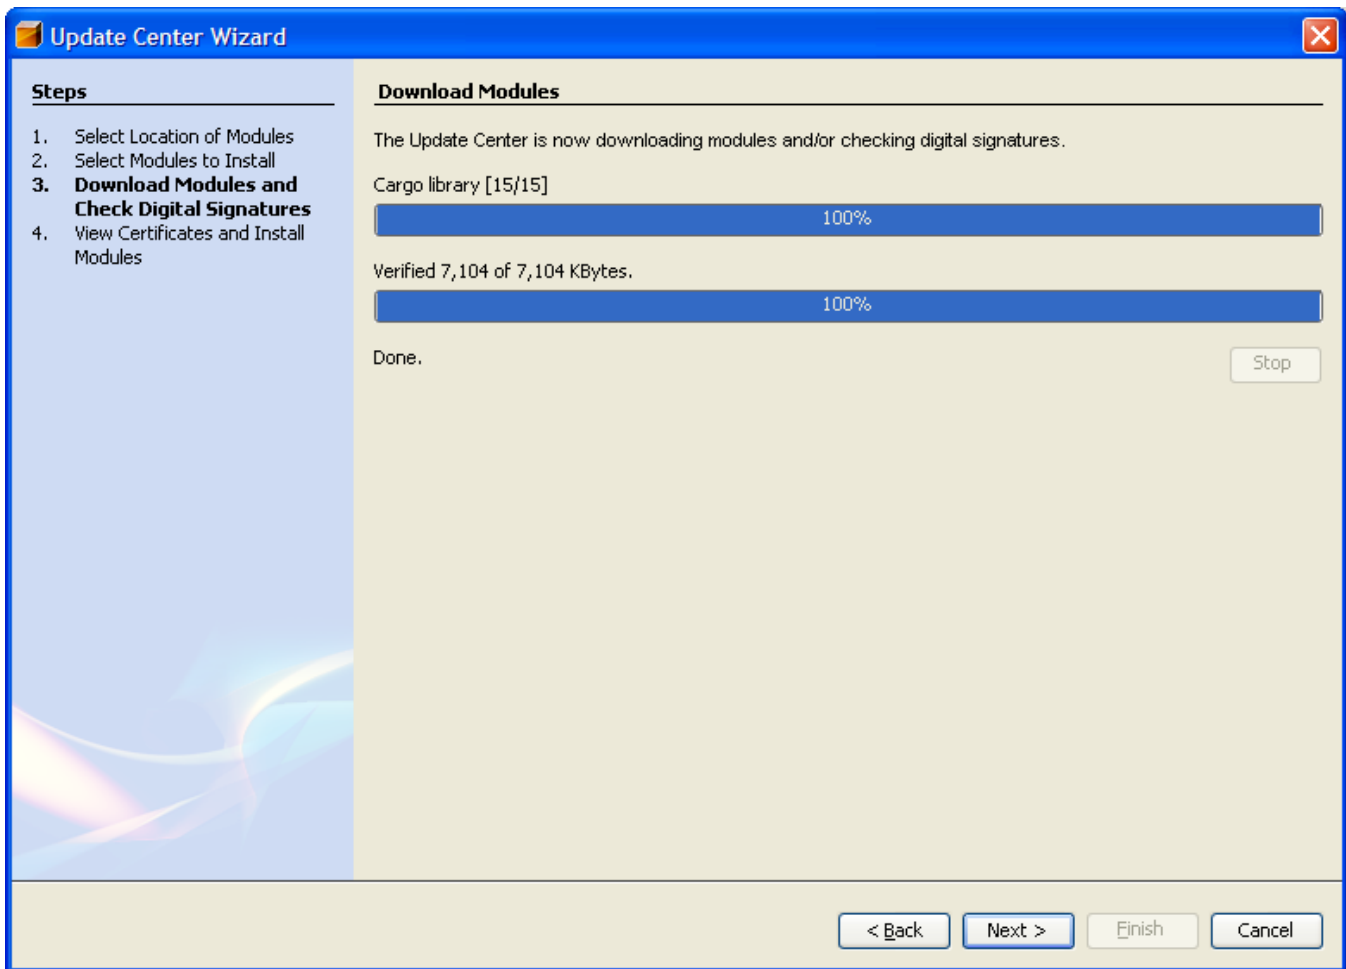 Update Center Wizard
Steps
1. Select Location of Modules
2. Select Modules to Install
3. Download Modules and
Check Digital Signatures
4. View Certificates and Install
Modules
Download Modules
The Update Center is now downloading modules and/or checking digital signatures.
Cargo library [15/15]
100%
Verified 7,104 of 7,104 KBytes.
100%
Done.
Stop
< Back
Next >
Finish
Cancel